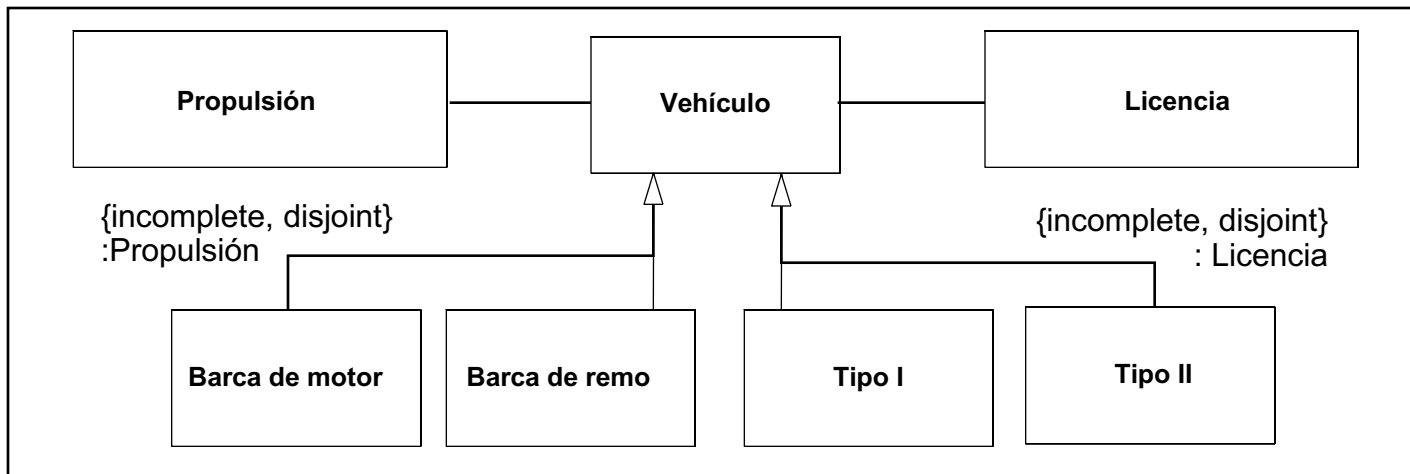 Propulsión
Vehículo
Licencia
{incomplete, disjoint}
:Propulsión
{incomplete, disjoint}
: Licencia
Barca de motor
Barca de remo
Tipo I
Tipo II